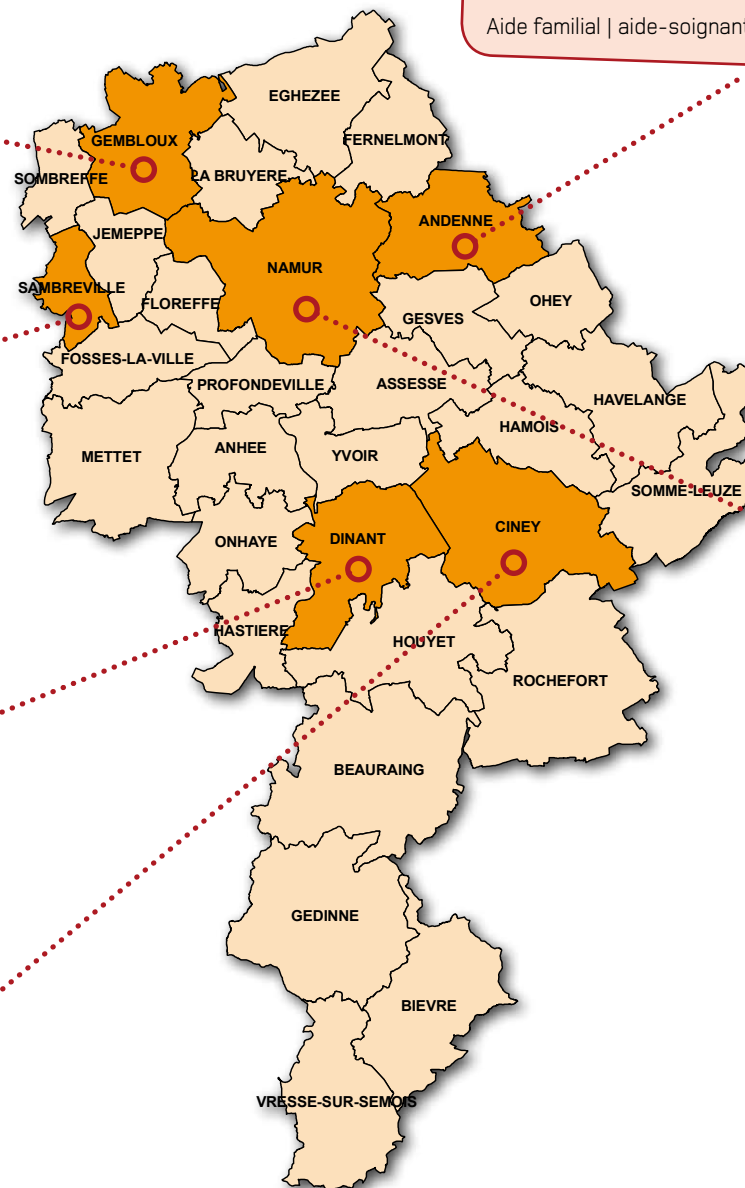 Aide familial | aide-soignant
EGHEZEE
GEMBLOUX
FERNELMONT
SOMBREFFE
LA BRUYERE
ANDENNE
JEMEPPE
NAMUR
SAMBREVILLE
FLOREFFE
OHEY
GESVES
FOSSES-LA-VILLE
PROFONDEVILLE
ASSESSE
HAVELANGE
HAMOIS
METTET
ANHEE
YVOIR
SOMME-LEUZE
CINEY
ONHAYE
DINANT
HASTIERE
HOUYET
ROCHEFORT
BEAURAING
GEDINNE
BIEVRE
VRESSE-SUR-SEMOIS